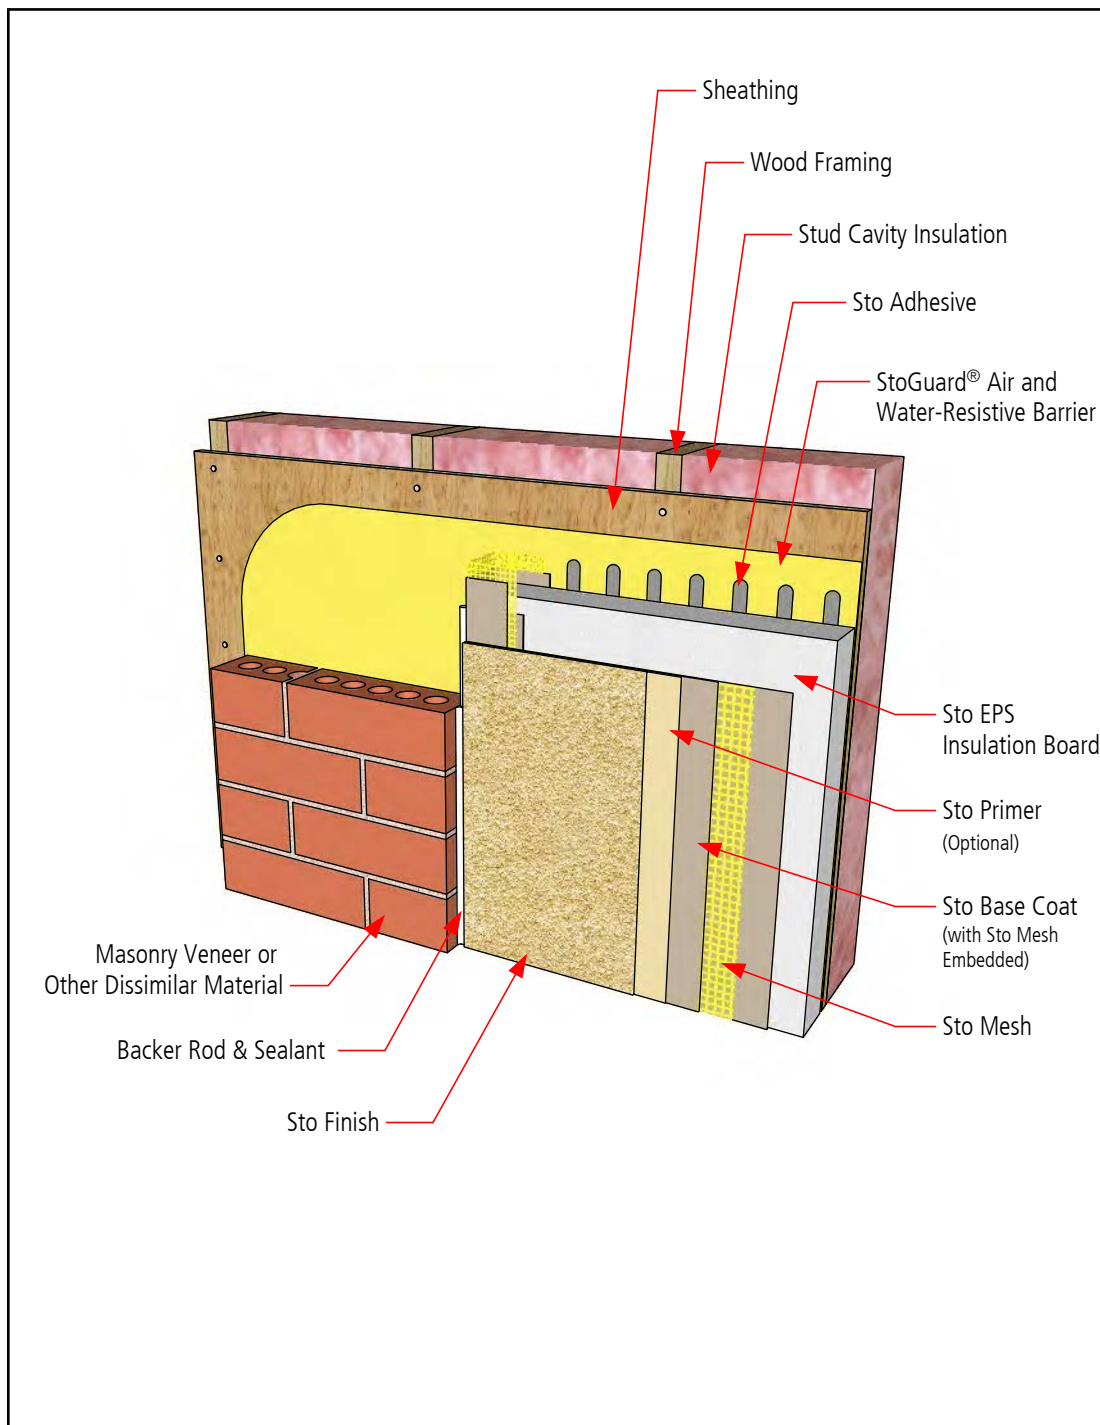 Sheathing
Wood Framing
Stud Cavity Insulation
Sto Adhesive
StoGuard® Air and
Water-Resistive Barrier
Sto EPS
Insulation Board
Sto Primer
(Optional)
Sto Base Coat
(with Sto Mesh
Embedded)
Sto Mesh
Masonry Veneer or
Other Dissimilar Material
Backer Rod & Sealant
Sto Finish